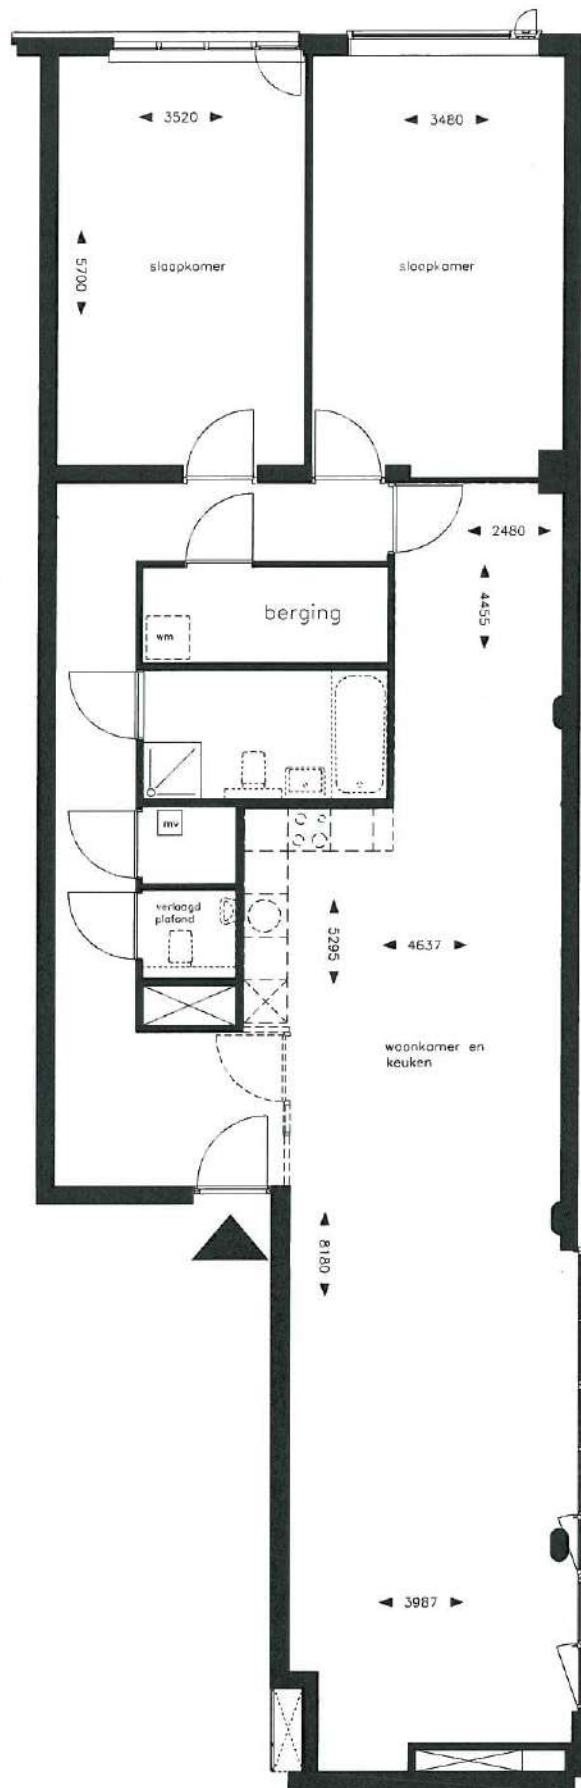 3520
3480
5700
slaapkamer
slaapkamer
2480
4455
berging
wm
mv
verlaagd
plafond
5295
4637
woonkamer en
keuken
8180
3987